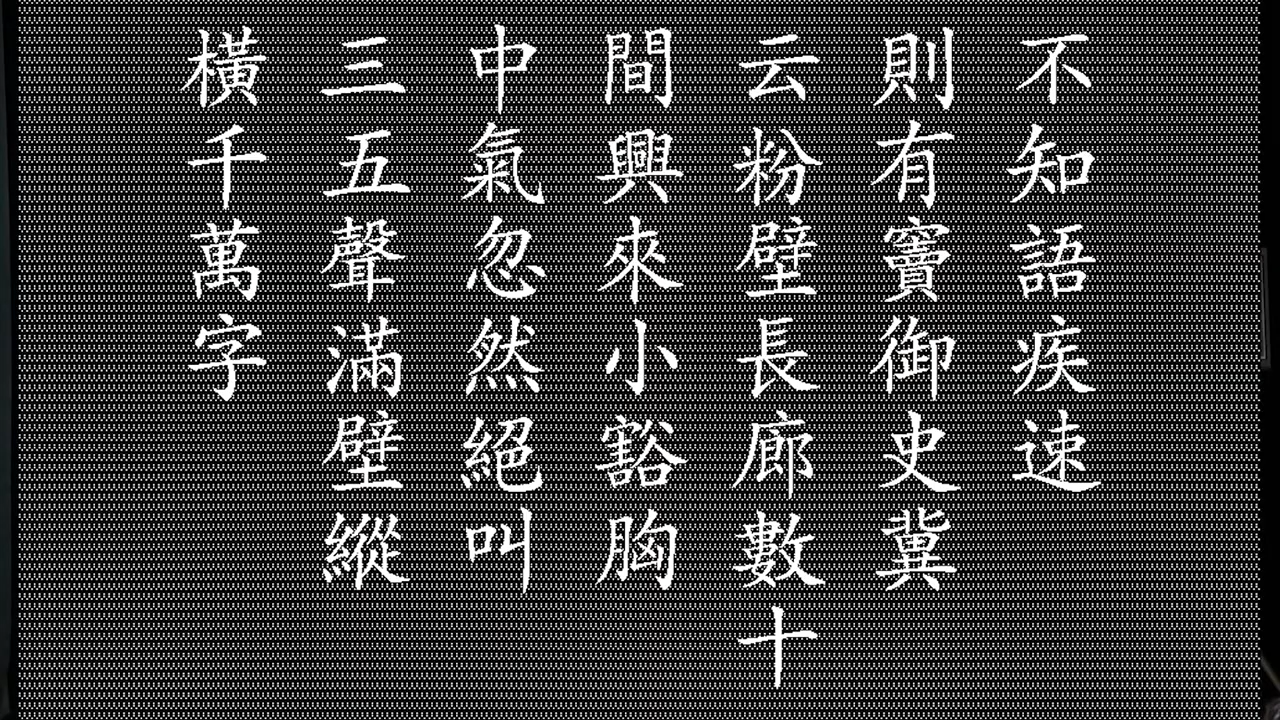 不知語疾速
則有竇御史冀
云粉壁長廊數十
間興來小豁胸
中氣忽然絕叫
三五聲滿壁縱
橫千萬字